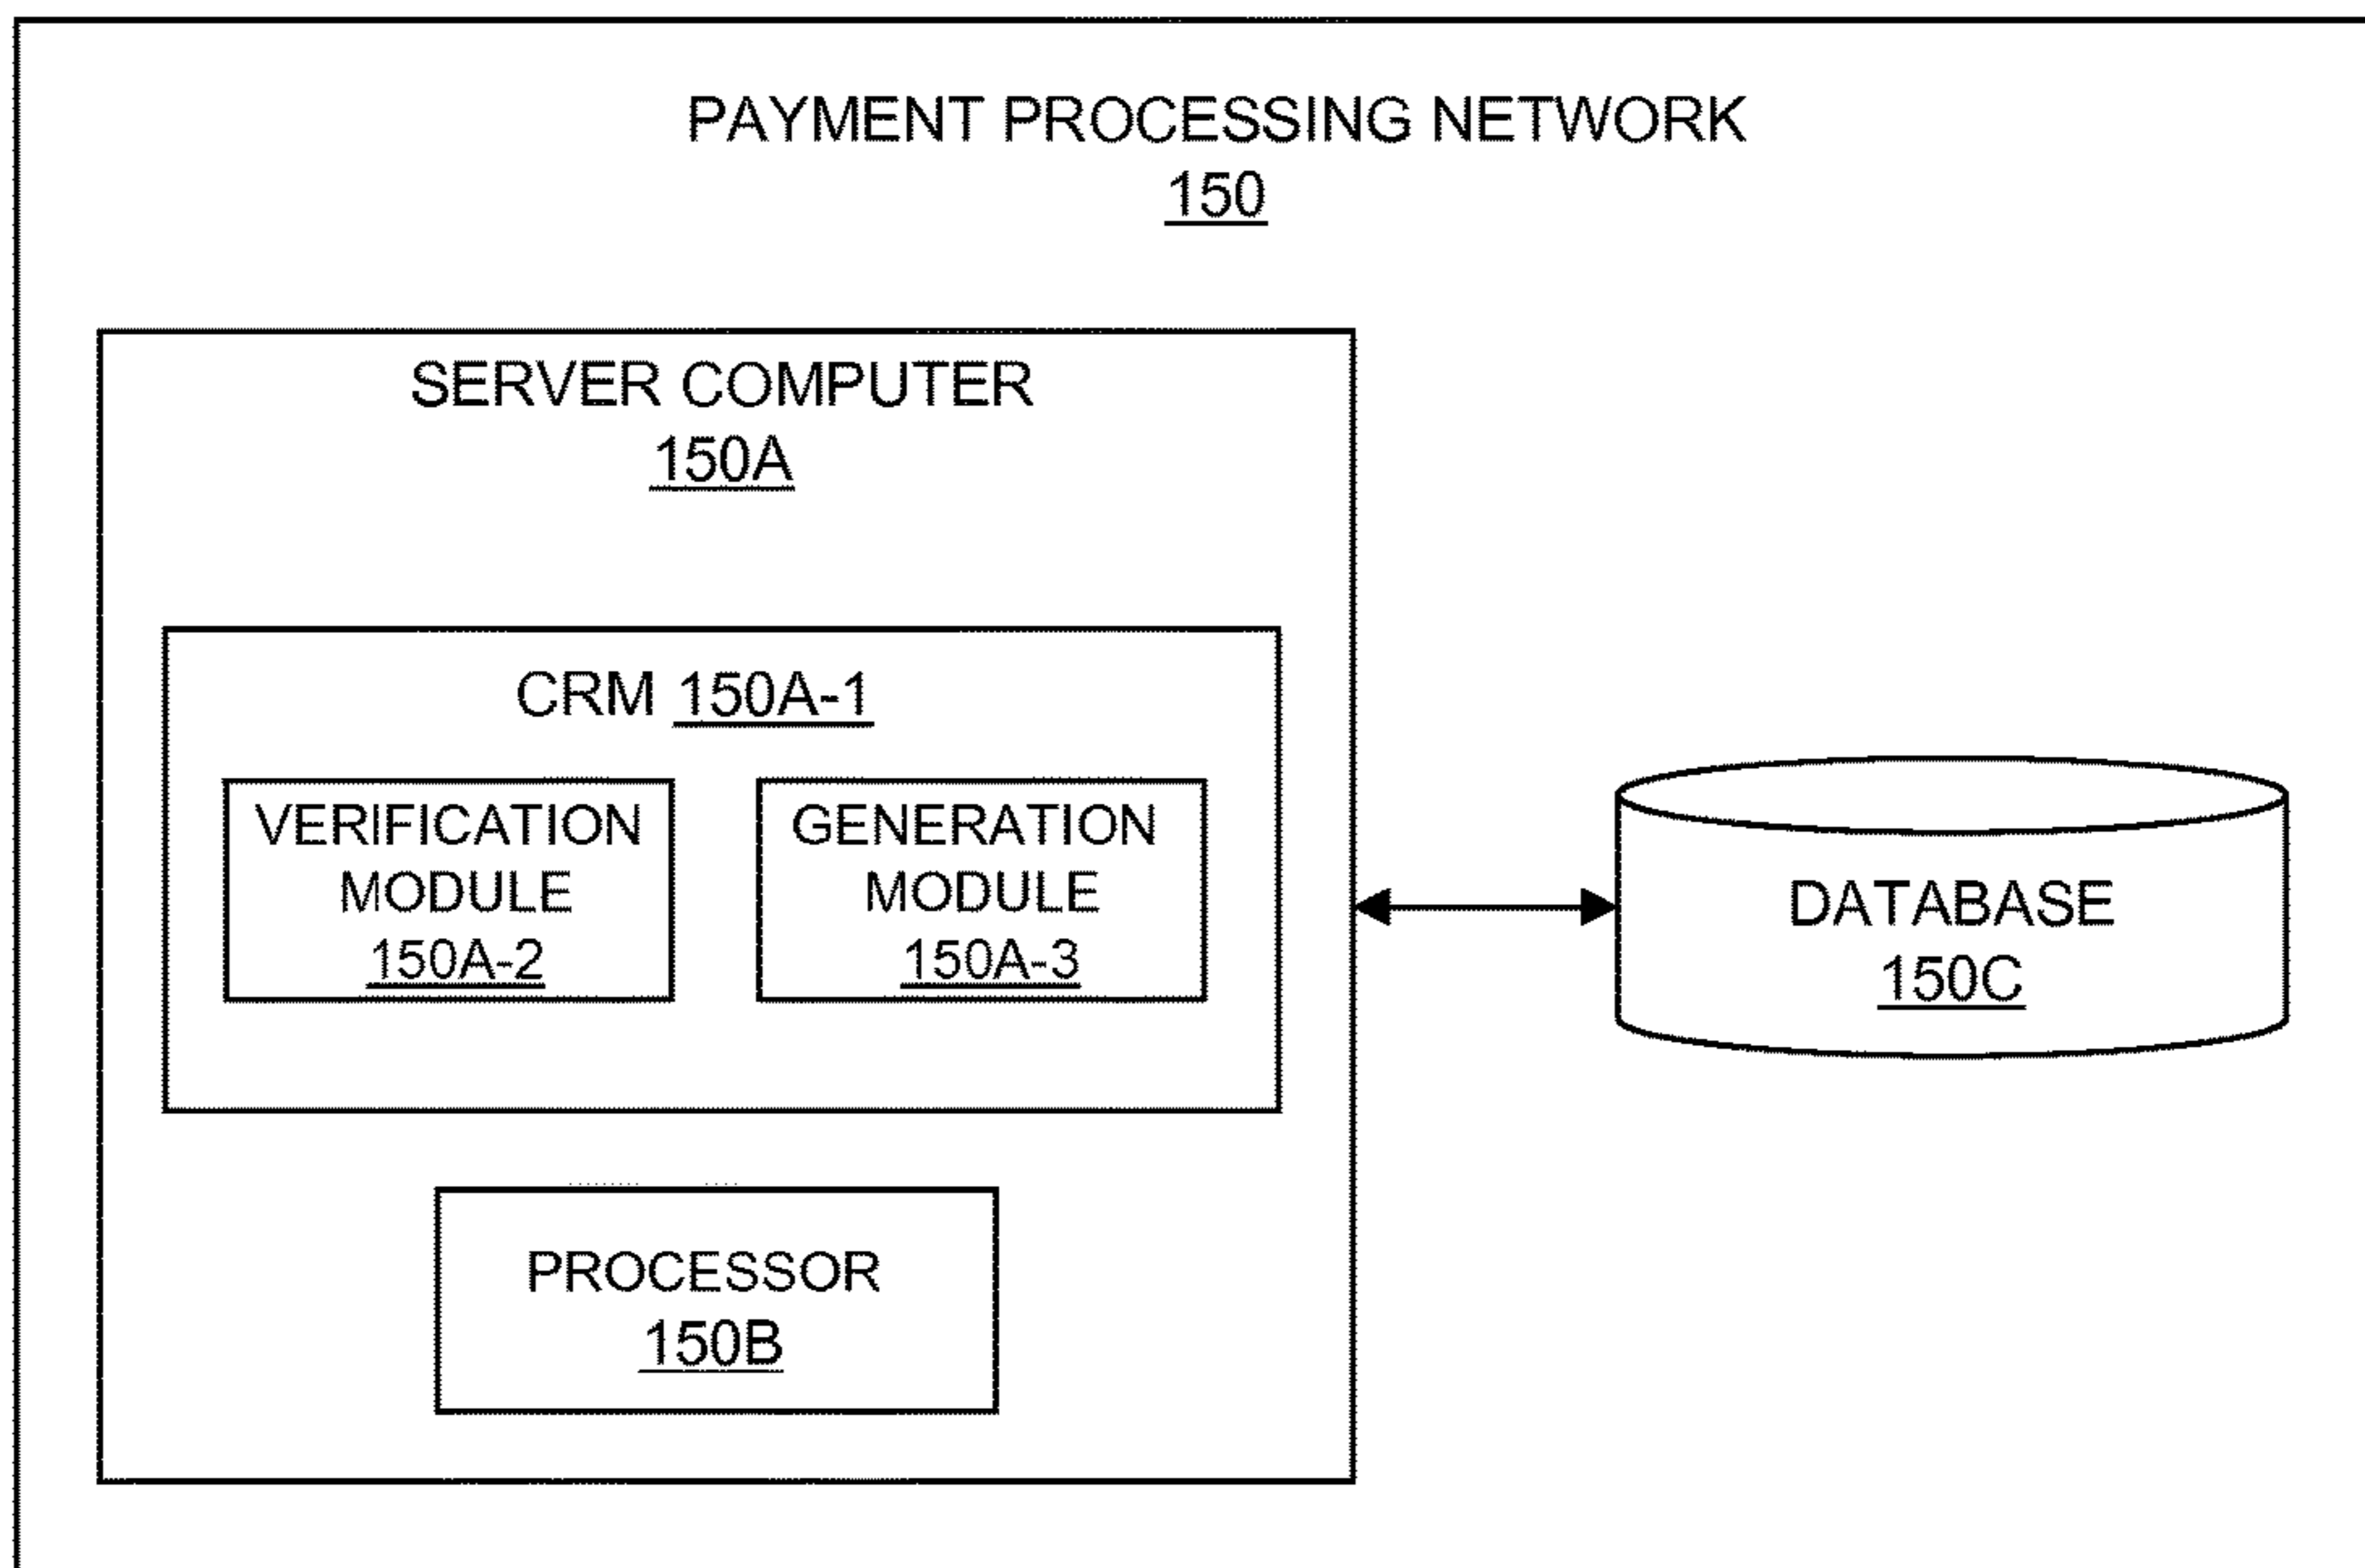 PAYMENT PROCESSING NETWORK
150
SERVER COMPUTER
150A
CRM 150A-1
VERIFICATION
MODULE
150A-2
GENERATION
MODULE
150A-3
DATABASE
150C
PROCESSOR
150B